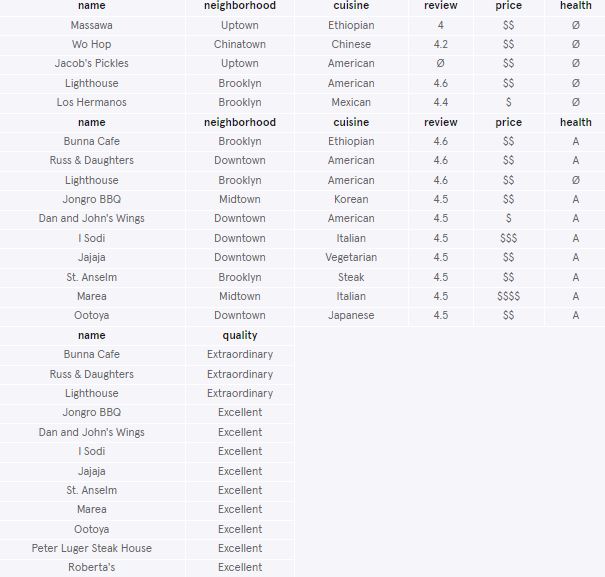 name neighborhood cuisine review price health
Massawa Uptown Ethiopian 4 $$ Ø
Wo Hop Chinatown Chinese 4.2 $$ Ø
Jacob's Pickles Uptown American Ø $$ Ø
Lighthouse Brooklyn American 4.6 $$ Ø
Los Hermanos Brooklyn Mexican 4.4 $ Ø
name neighborhood cuisine review price health
Bunna Cafe Brooklyn Ethiopian 4.6 $$ A
Russ & Daughters Downtown American 4.6 $$ A
Lighthouse Brooklyn American 4.6 $$ Ø
Jongro BBQ Midtown Korean 4.5 $$ A
Dan and John's Wings Downtown American 4.5 $ A
I Sodi Downtown Italian 4.5 $$$ A
Jajaja Downtown Vegetarian 4.5 $$ A
St. Anselm Brooklyn Steak 4.5 $$ A
Marea Midtown Italian 4.5 $$$$ A
Ootoya Downtown Japanese 4.5 $$ A
name quality
Bunna Cafe Extraordinary
Russ & Daughters Extraordinary
Lighthouse Extraordinary
Jongro BBQ Excellent
Dan and John's Wings Excellent
I Sodi Excellent
Jajaja Excellent
St. Anselm Excellent
Marea Excellent
Ootoya Excellent
Peter Luger Steak House Excellent
Roberta's Excellent